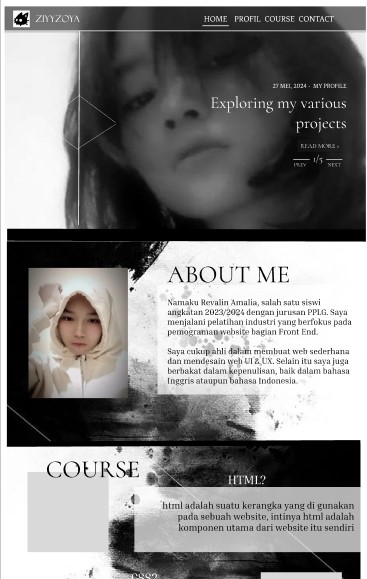 ZIYYZOYA
HOME PROFIL COURSE CONTACT
27 MEI, 2024 - MY PROFILE
Exploring my various
projects
READ MORE >
PREV 1/5 NEXT
ABOUT ME
Namaku Revalin Amalia, salah satu siswi
angkatan 2023/2024 dengan jurusan PPLG. Saya
menjalani pelatihan industri yang berfokus pada
pemograman website bagian Front End.
Saya cukup ahli dalam membuat web sederhana
dan mendesain web UI & UX. Selain itu saya juga
berbakat dalam kepenulisan, baik dalam bahasa
Inggris ataupun bahasa Indonesia.
COURSE
HTML?
html adalah suatu kerangka yang di gunakan
pada sebuah website, intinya html adalah
komponen utama dari website itu sendiri
CSS?